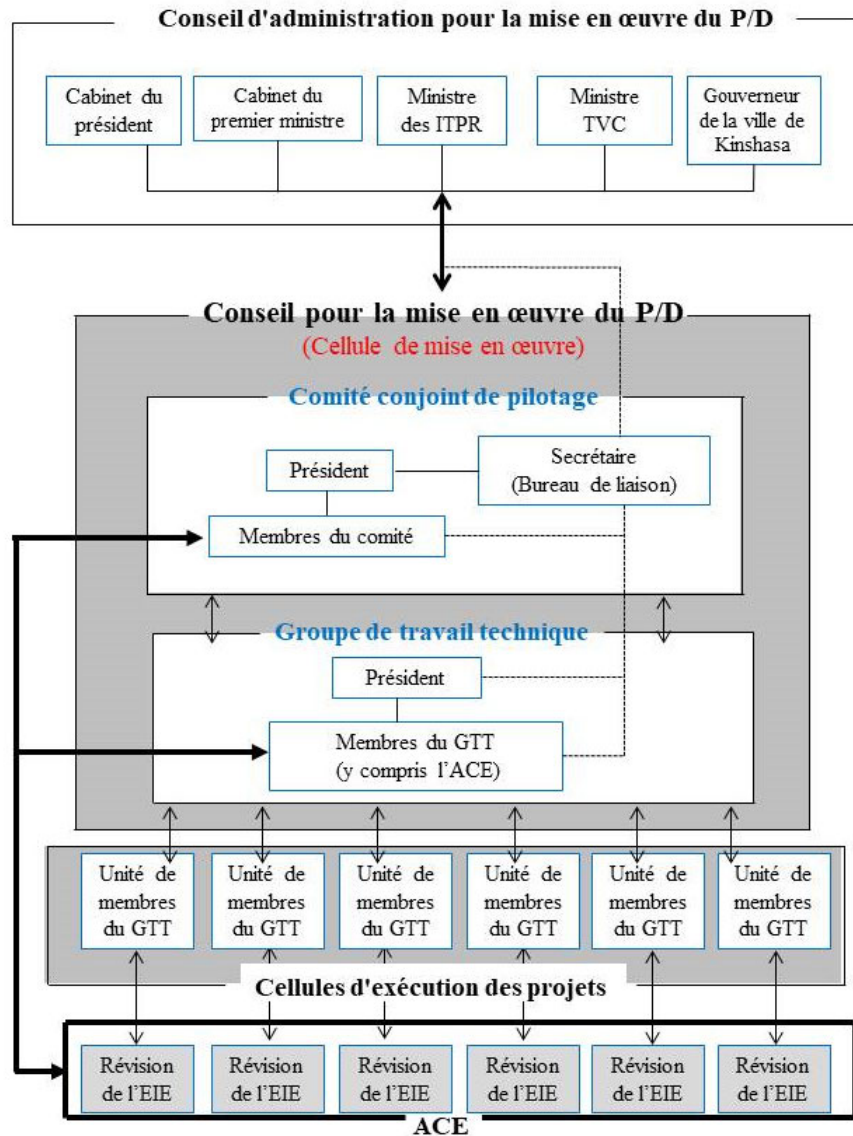 Conseil d'administration pour la mise en œuvre du P/D
Cabinet du
président
Cabinet du
premier ministre
Ministre
des ITPR
Ministre
TVC
Gouverneur
de la ville de
Kinshasa
Conseil pour la mise en œuvre du P/D
(Cellule de mise en œuvre)
Comité conjoint de pilotage
Président
Secrétaire
(Bureau de liaison)
Membres du comité
Groupe de travail technique
Président
Membres du GTT
(y compris l'ACE)
Unité de
membres
du GTT
Unité de
membres
du GTT
Unité de
membres
du GTT
Unité de
membres
du GTT
Unité de
membres
du GTT
Unité de
membres
du GTT
Cellules d'exécution des projets
Révision
de l'EIE
Révision
de l'EIE
Révision
de l'EIE
Révision
de l'EIE
Révision
de l'EIE
Révision
de l'EIE
ACE